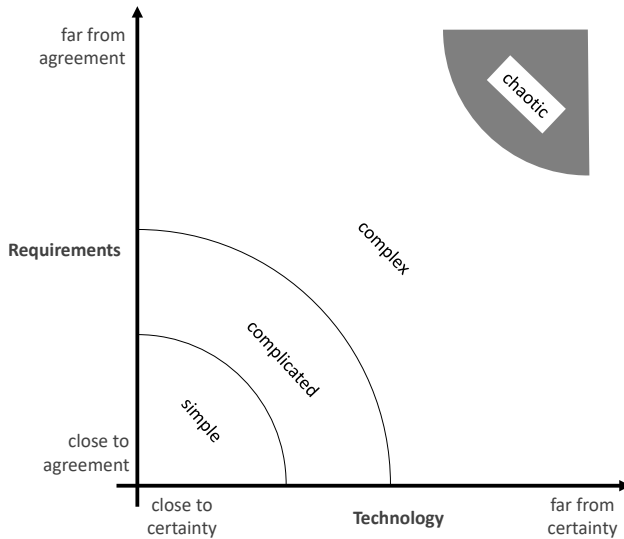 far from
agreement
chaotic
Requirements
complex
complicated
simple
close to
agreement
close to
certainty
Technology
far from
certainty